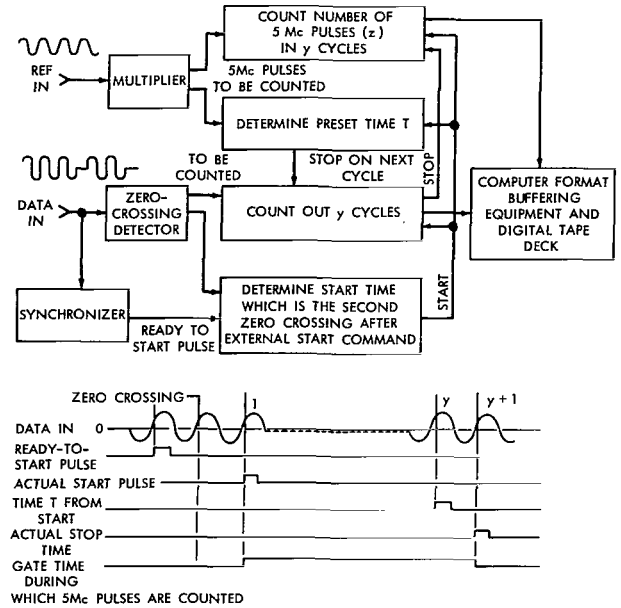 COUNT NUMBER OF
5 Mc PULSES (z)
IN y CYCLES
REF
IN
MULTIPLIER
5Mc PULSES
TO BE COUNTED
DETERMINE PRESET TIME T
TO BE
COUNTED
STOP ON NEXT
CYCLE
STOP
DATA
IN
ZERO-
CROSSING
DETECTOR
COUNT OUT y CYCLES
COMPUTER FORMAT
BUFFERING
EQUIPMENT AND
DIGITAL TAPE
DECK
SYNCHRONIZER
READY TO
START PULSE
DETERMINE START TIME
WHICH IS THE SECOND
ZERO CROSSING AFTER
EXTERNAL START COMMAND
START
ZERO CROSSING
1
y
y+1
DATA IN 0
READY-TO-
START PULSE
ACTUAL START PULSE
TIME T FROM
START
ACTUAL STOP
TIME
GATE TIME
DURING
WHICH 5Mc PULSES ARE COUNTED